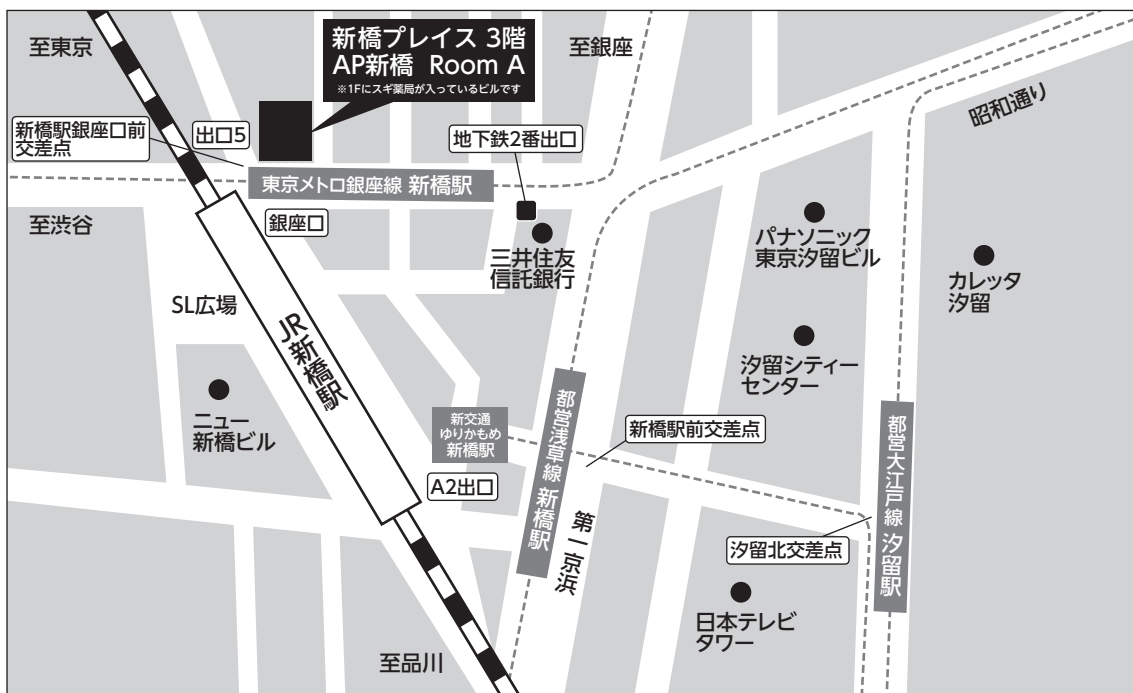 至東京
新橋プレイス 3階
AP新橋 Room A
※1Fにスギ薬局が入っているビルです
至銀座
昭和通り
新橋駅銀座口前
交差点
出口5
地下鉄2番出口
東京メトロ銀座線 新橋駅
至渋谷
銀座口
三井住友
信託銀行
パナソニック
東京汐留ビル
カレッタ
汐留
SL広場
JR新橋駅
汐留シティー
センター
ニュー
新橋ビル
新交通
ゆりかもめ
新橋駅
都営浅草線 新橋駅
新橋駅前交差点
都営大江戸線 汐留駅
A2出口
第一京浜
汐留北交差点
日本テレビ
タワー
至品川